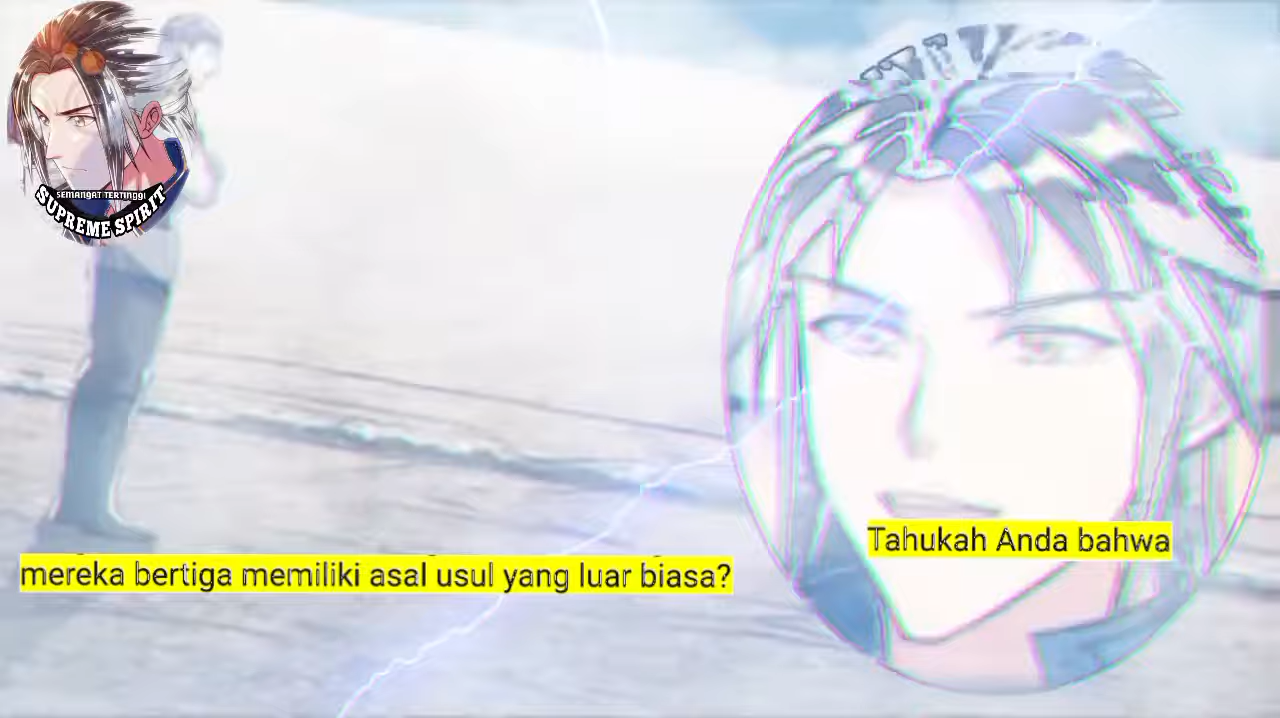 SEMANGAT TERTINGGI
SUPREME SPIRIT
Tahukah Anda bahwa
mereka bertiga memiliki asal usul yang luar biasa?